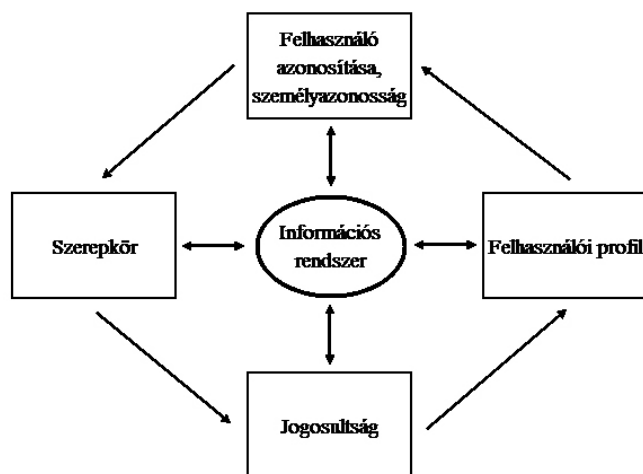 Felhasználó
azonosítása,
személyazonosság
Szerepkör
Információs
rendszer
Felhasználói profil
Jogosultság